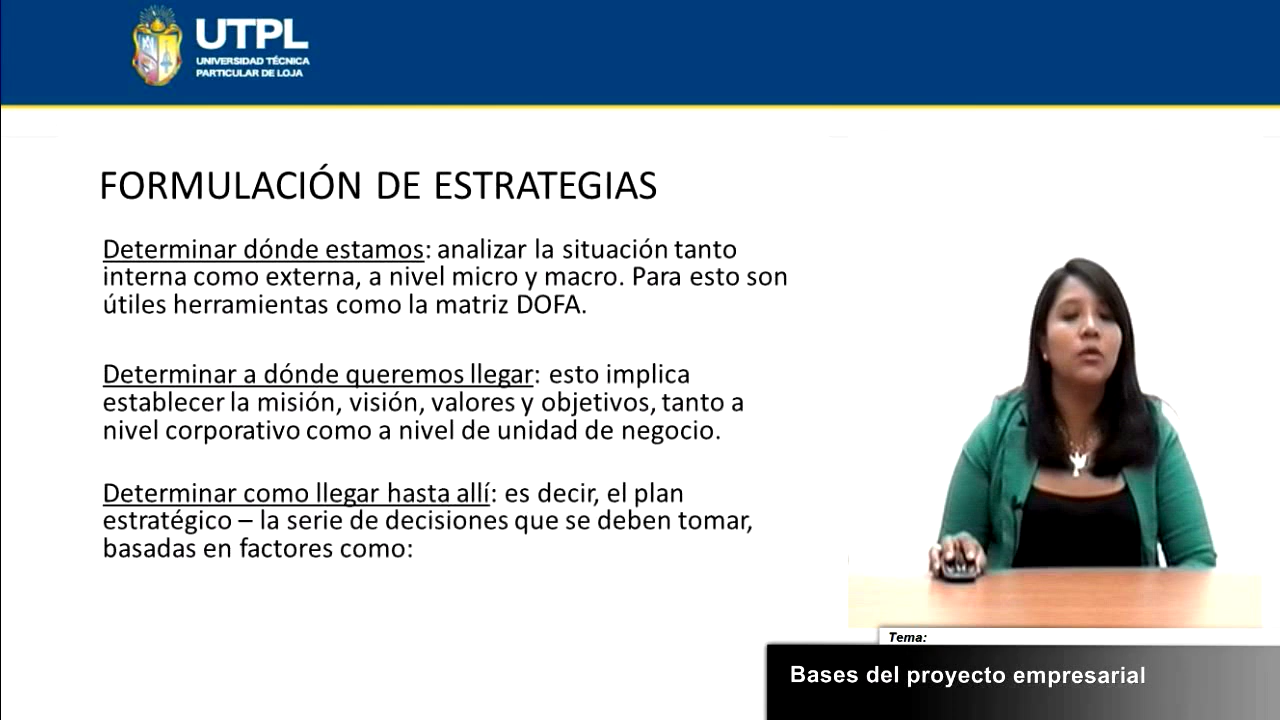 UTPL
UNIVERSIDAD TÉCNICA
PARTICULAR DE LOJA
FORMULACIÓN DE ESTRATEGIAS
Determinar dónde estamos: analizar la situación tanto
interna como externa, a nivel micro y macro. Para esto son
útiles herramientas como la matriz DOFA.
Determinar a dónde queremos llegar: esto implica
establecer la misión, visión, valores y objetivos, tanto a
nivel corporativo como a nivel de unidad de negocio.
Determinar como llegar hasta allí: es decir, el plan
estratégico – la serie de decisiones que se deben tomar,
basadas en factores como:
Tema:
Bases del proyecto empresarial